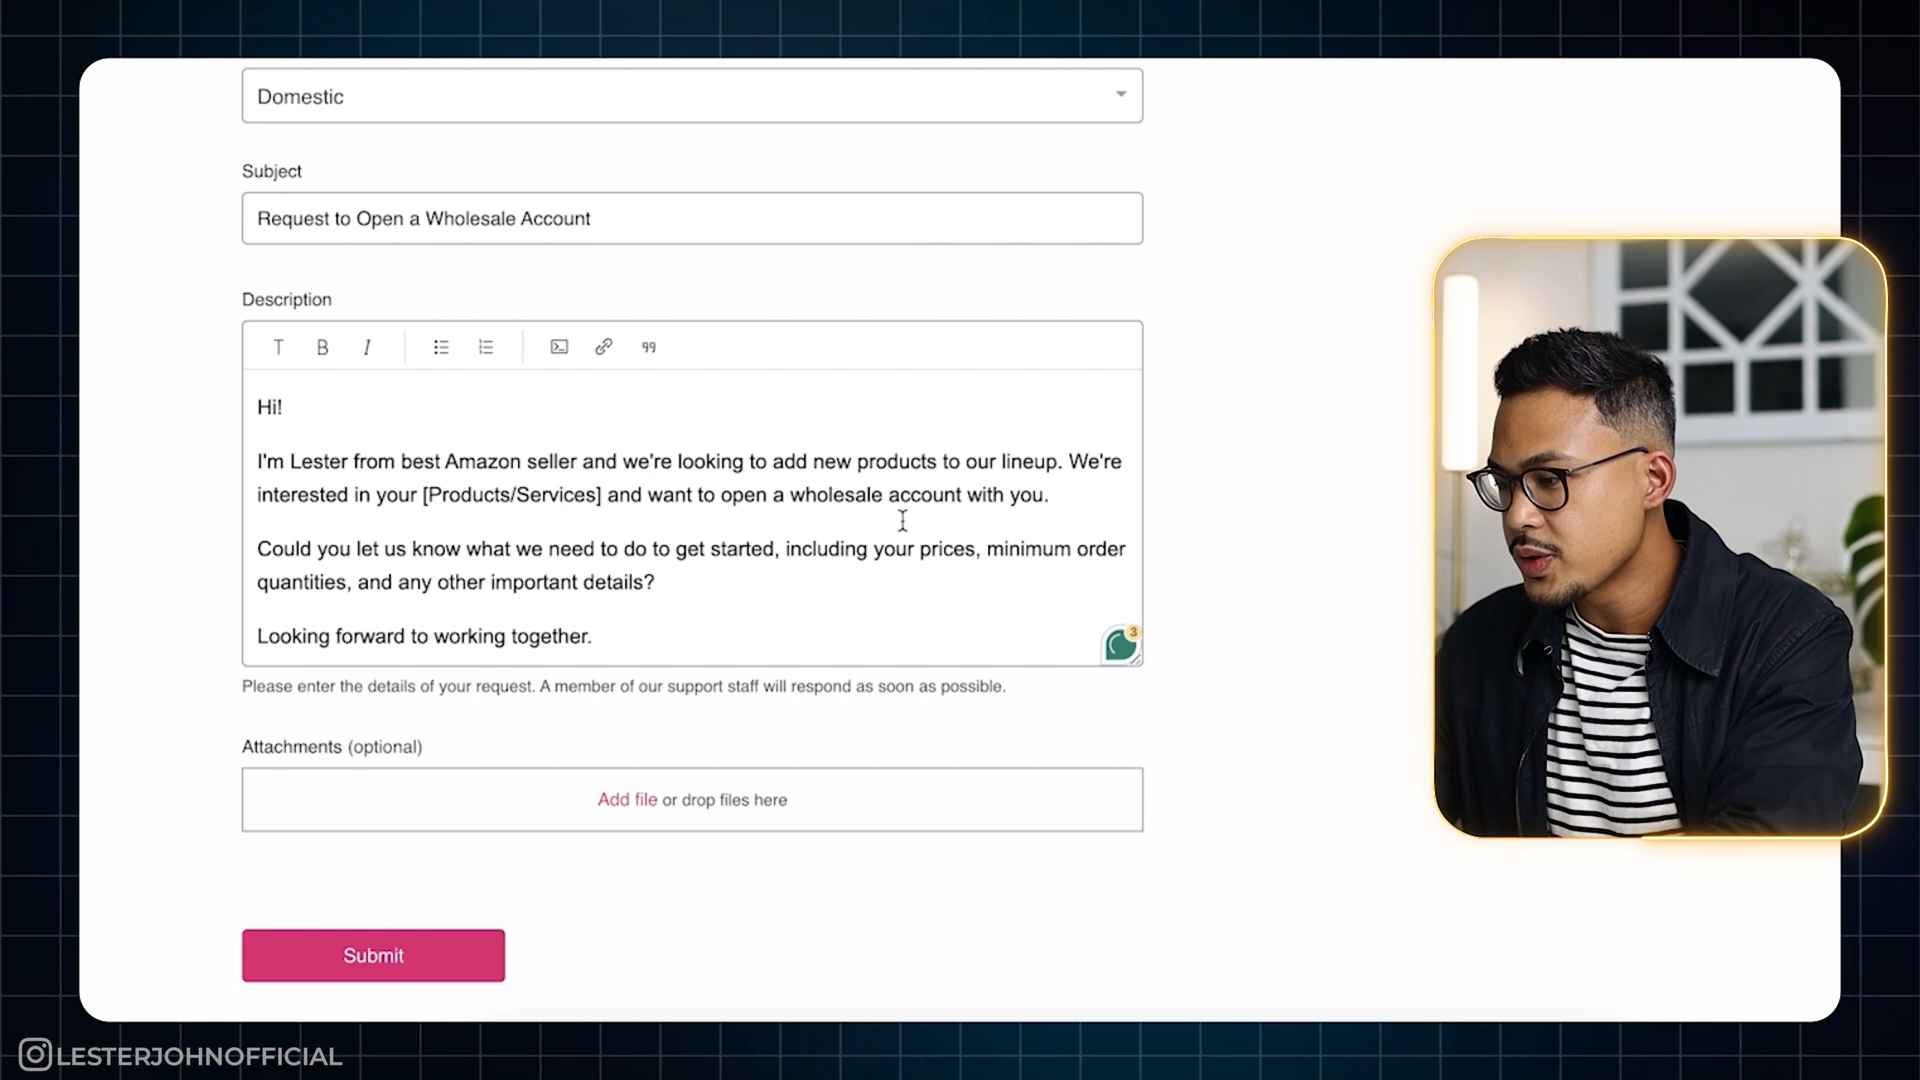 Domestic
Subject
Request to Open a Wholesale Account
Description
T B I 99
Hi!
I'm Lester from best Amazon seller and we're looking to add new products to our lineup. We're
interested in your [Products/Services] and want to open a wholesale account with you.
Could you let us know what we need to do to get started, including your prices, minimum order
quantities, and any other important details?
Looking forward to working together.
3
Please enter the details of your request. A member of our support staff will respond as soon as possible.
Attachments (optional)
Add file or drop files here
Submit
LESTERJOHNOFFICIAL